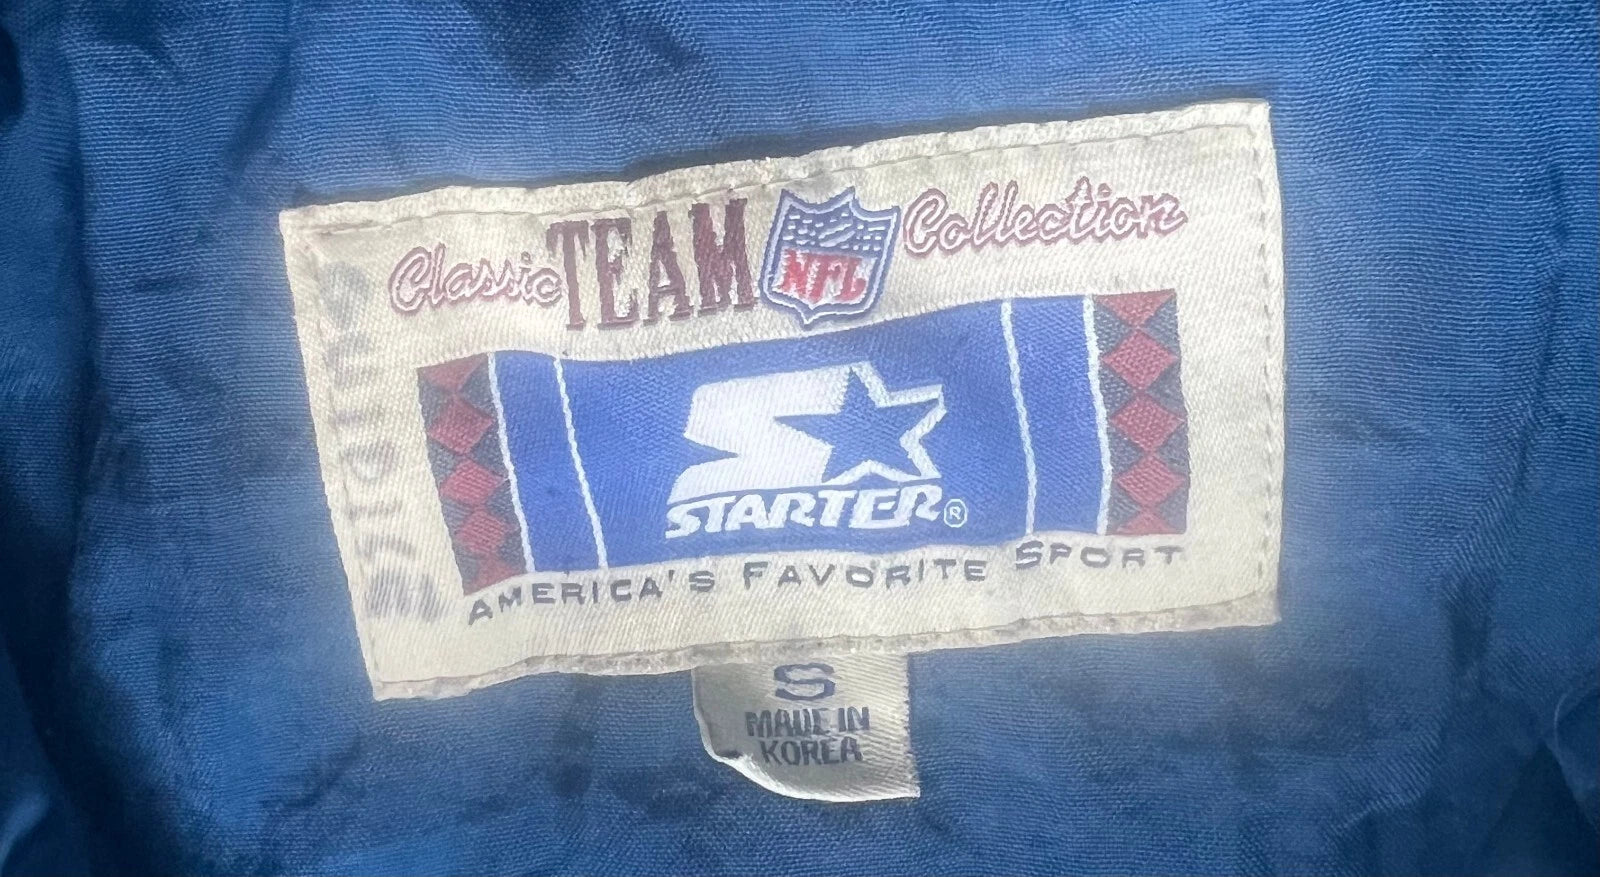 Classic TEAM NFL Collection
STARTER®
AMERICA'S FAVORITE SPORT
S
MADE IN
KOREA